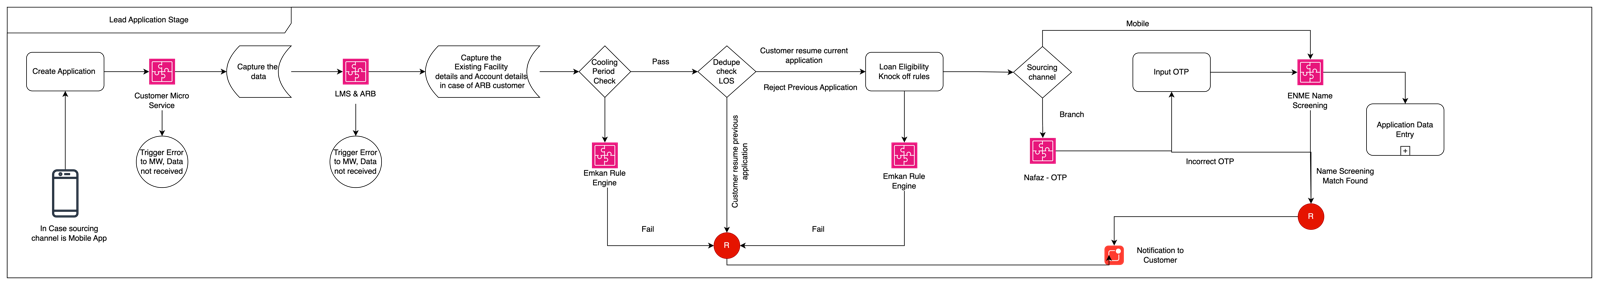 Lead Application Stage
Create Application
Customer Micro
Service
Trigger Error
to MW, Data
not received
In Case sourcing
channel is Mobile App
Capture the
data
LMS & ARB
Trigger Error
to MW, Data
not received
Capture the
Existing Facility
details and Account details
in case of ARB customer
Cooling
Period
Check
Pass
Emkan Rule
Engine
Fail
Dedupe
check
LOS
Customer resume previous
application
R
Customer resume current
application
Reject Previous Application
Loan Eligibility
Knock off rules
Emkan Rule
Engine
Fail
Sourcing
channel
Mobile
Branch
Nafaz - OTP
Input OTP
Incorrect OTP
ENME Name
Screening
Name Screening
Match Found
Application Data
Entry
+
R
Notification to
Customer